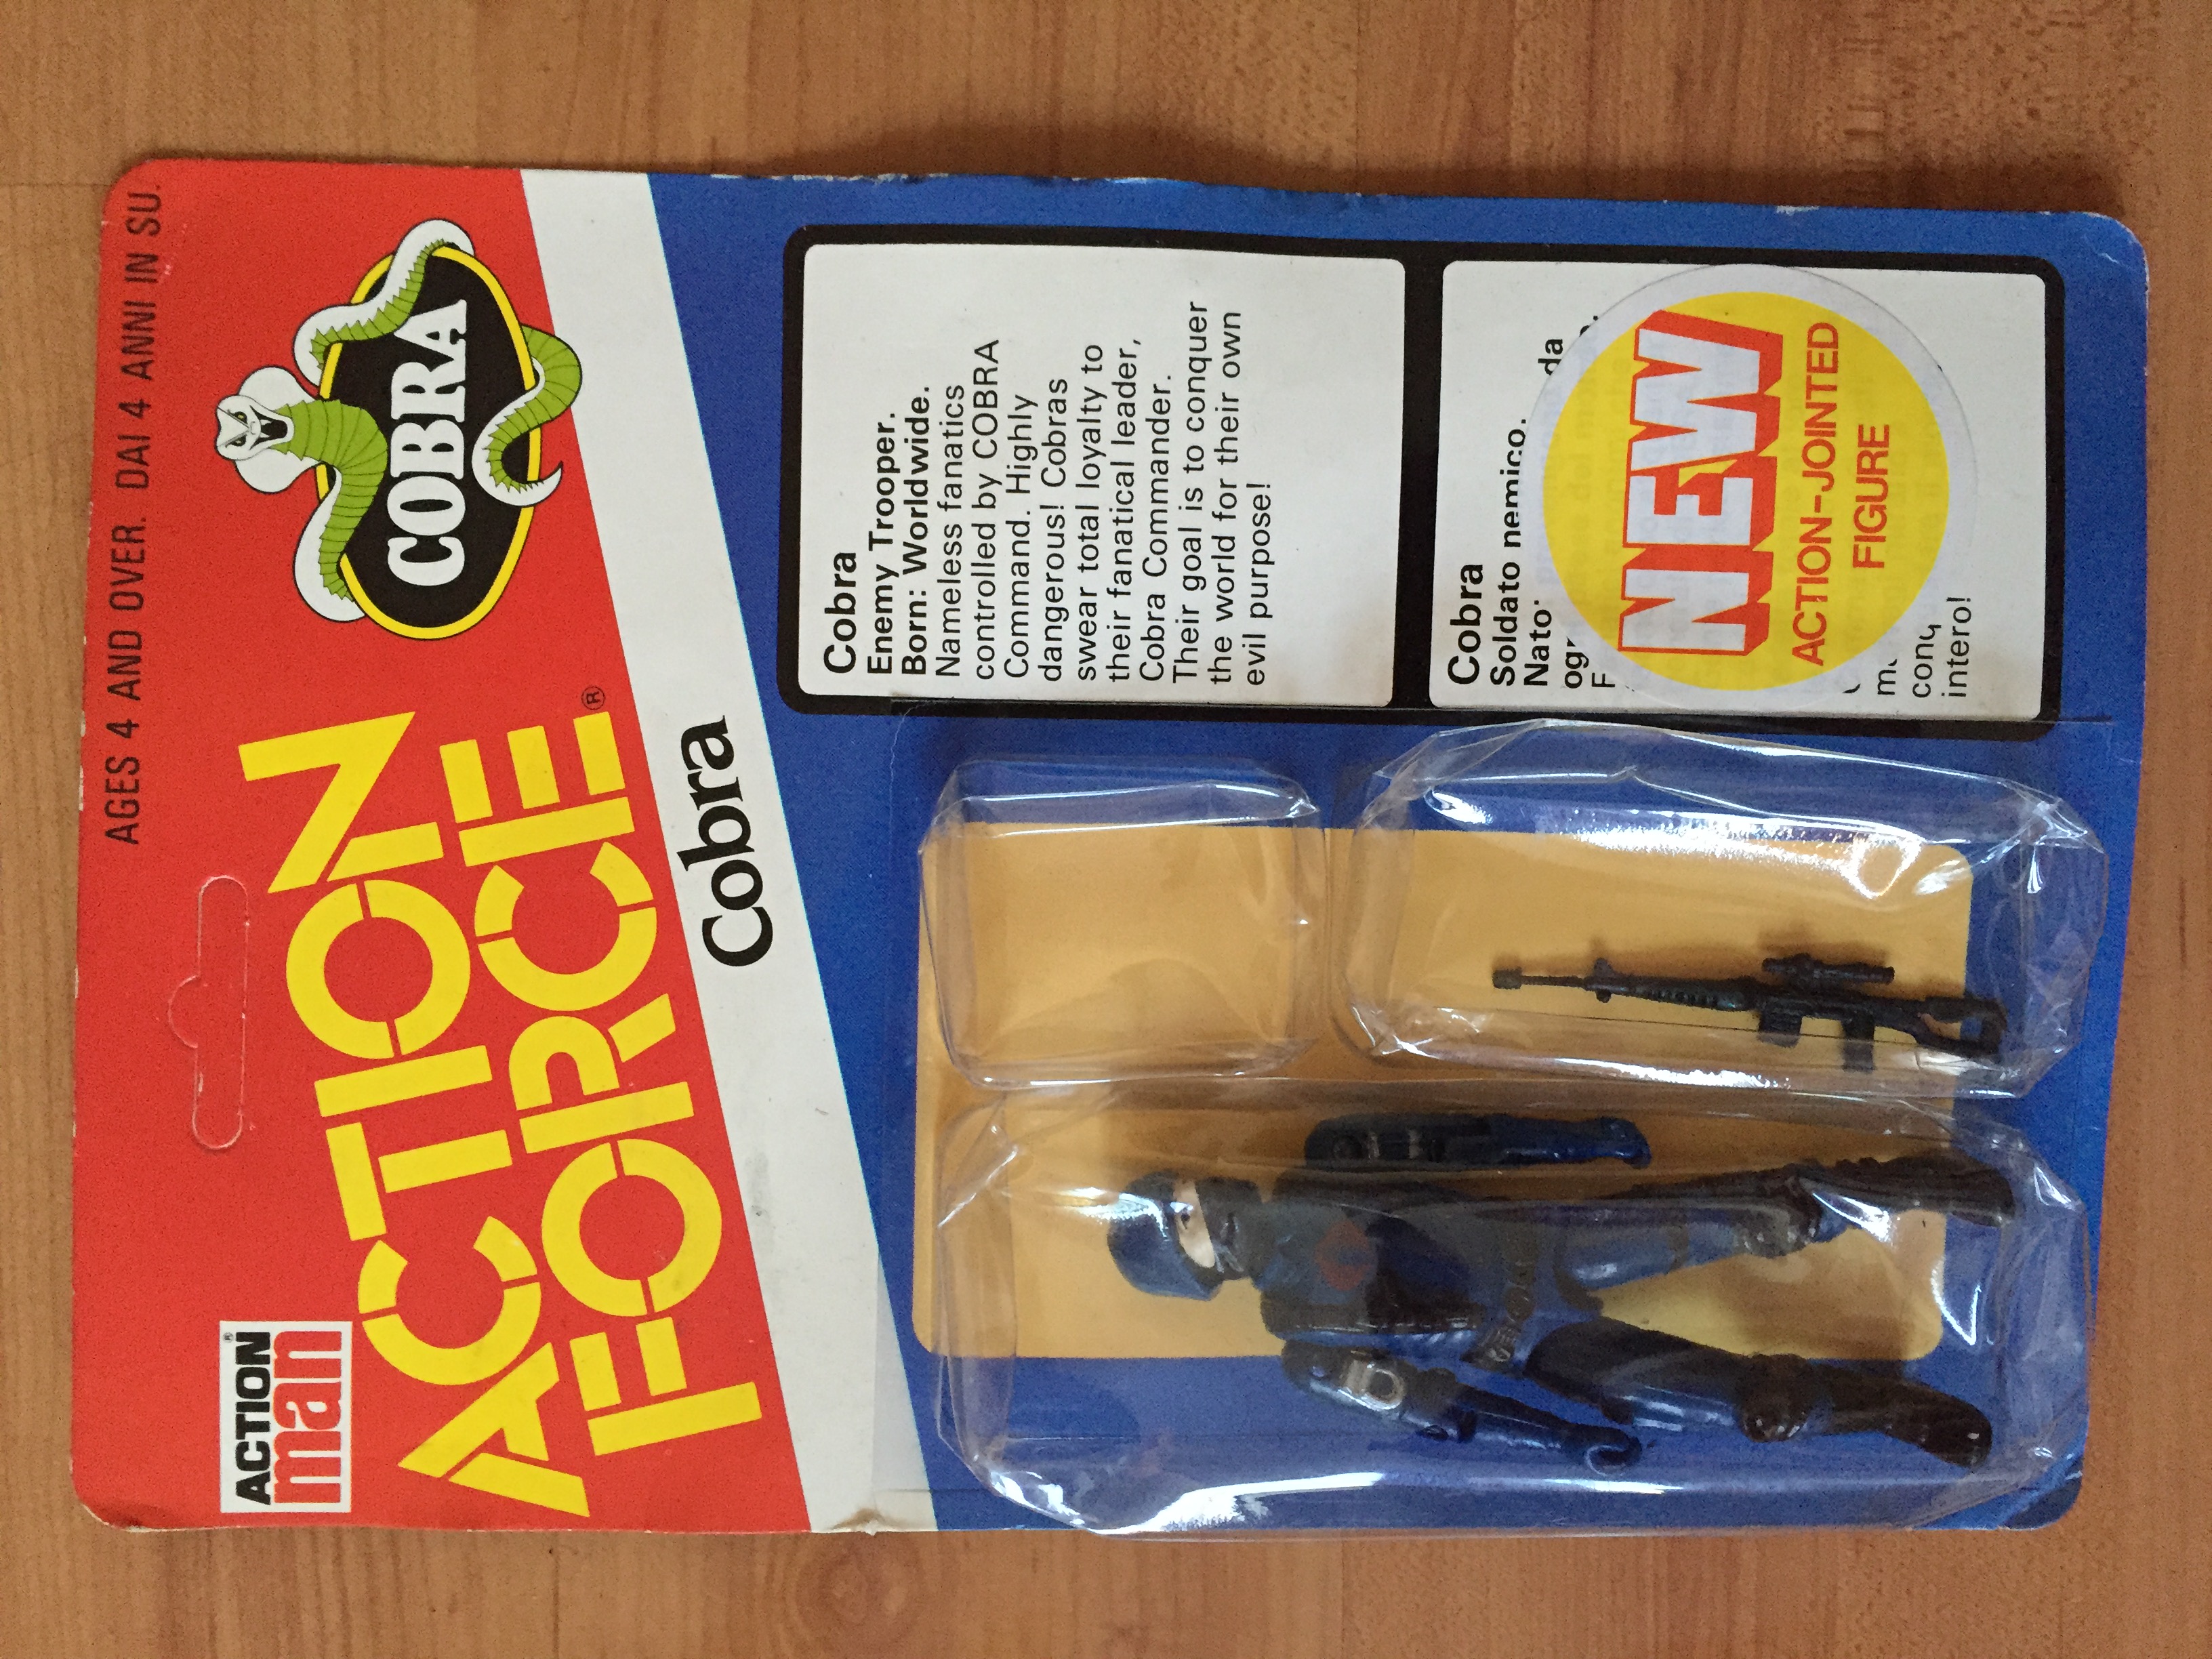 AGES 4 AND OVER. DAI 4 ANNI IN SU.
ACTION
man
ACTION
FORCE®
COBRA
Cobra
Cobra
Enemy Trooper.
Born: Worldwide.
Nameless fanatics
controlled by COBRA
Command. Highly
dangerous! Cobras
swear total loyalty to
their fanatical leader,
Cobra Commander.
Their goal is to conquer
the world for their own
evil purpose!
Cobra
Soldato nemico.
da
intero!
NEW
ACTION-JOINTED
FIGURE